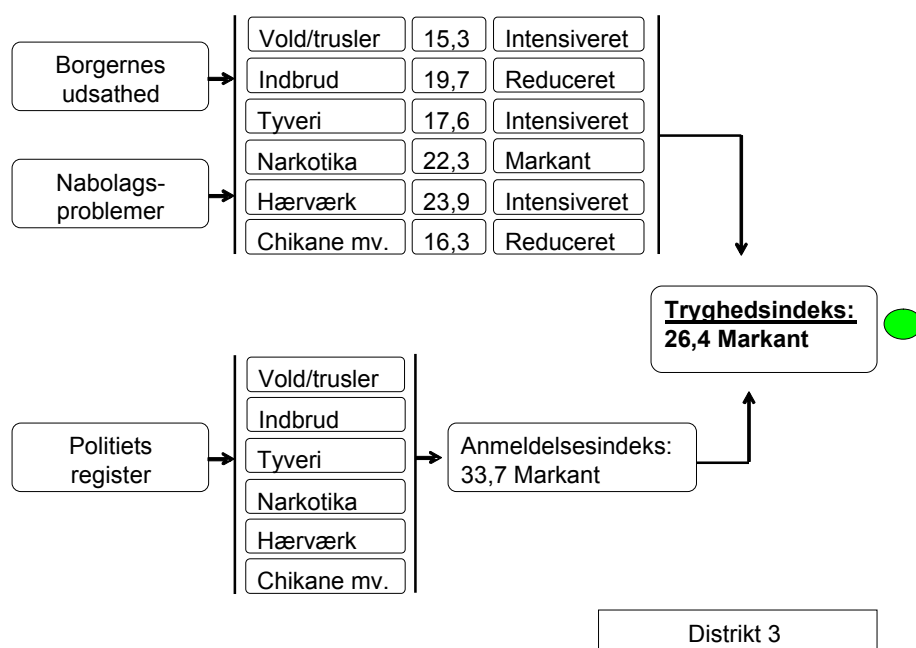 Borgernes
udsathed
Nabolags-
problemer
Vold/trusler 15,3 Intensiveret
Indbrud 19,7 Reduceret
Tyveri 17,6 Intensiveret
Narkotika 22,3 Markant
Hærværk 23,9 Intensiveret
Chikane mv. 16,3 Reduceret
Tryghedsindeks:
26,4 Markant
Politiets
register
Vold/trusler
Indbrud
Tyveri
Narkotika
Hærværk
Chikane mv.
Anmeldelsesindeks:
33,7 Markant
Distrikt 3